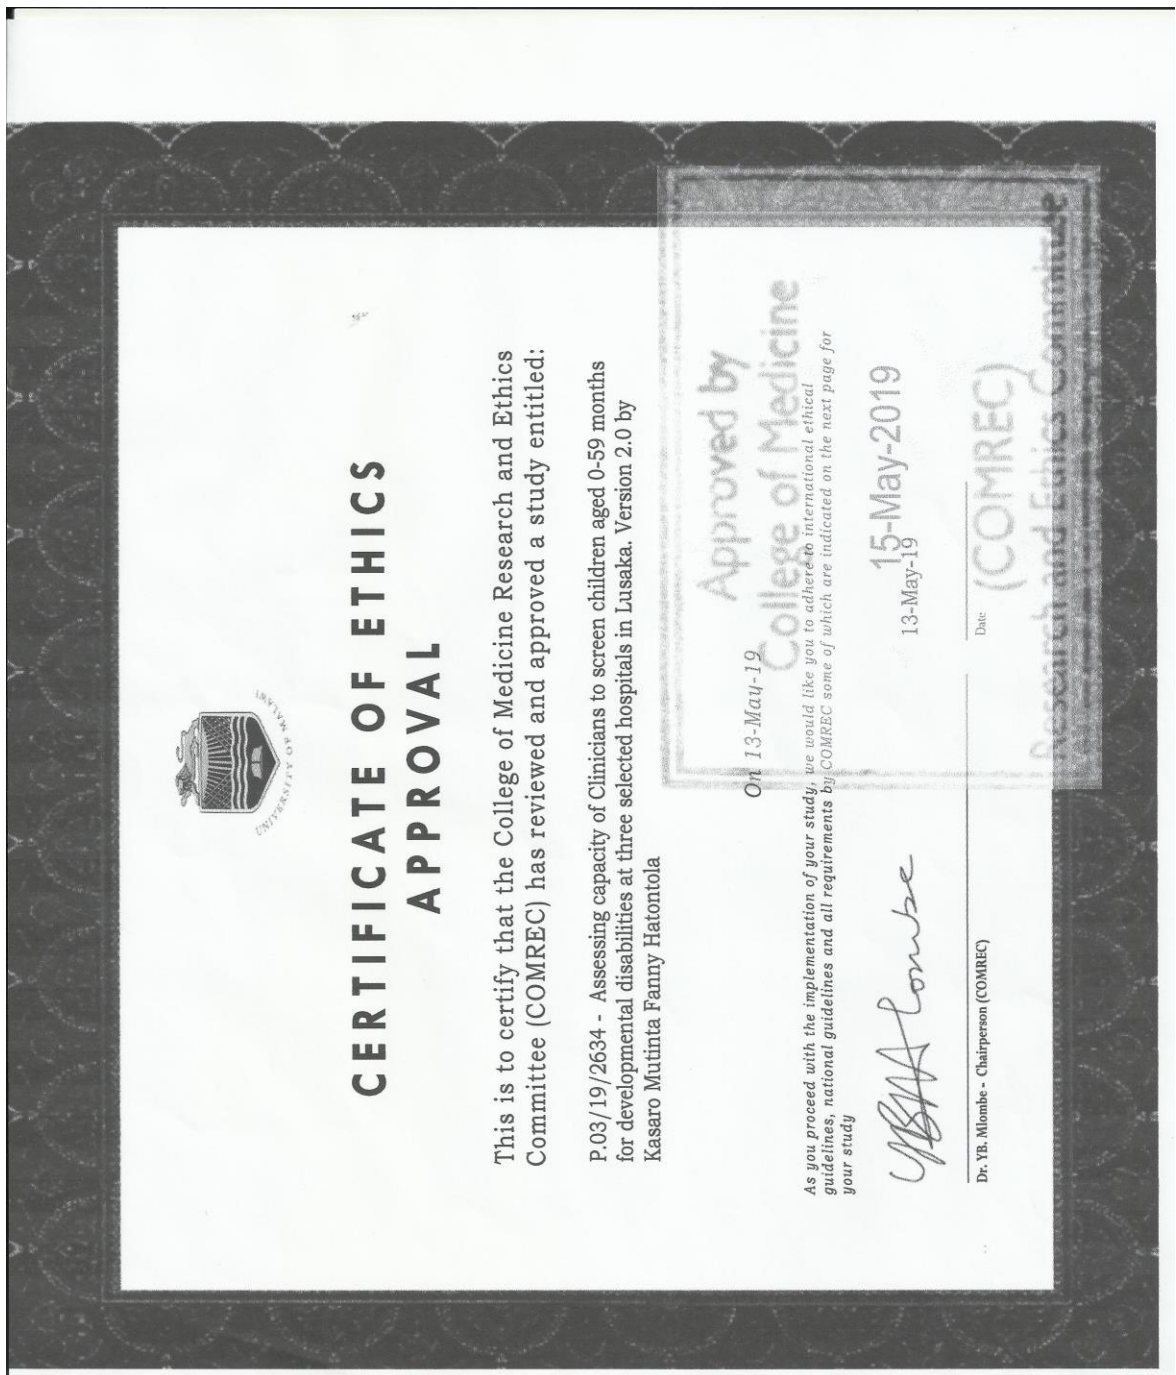 UNIVERSITY OF MALAWI
CERTIFICATE OF ETHICS
APPROVAL
This is to certify that the College of Medicine Research and Ethics
Committee (COMREC) has reviewed and approved a study entitled:
P.03/19/2634 - Assessing capacity of Clinicians to screen children aged 0-59 months
for developmental disabilities at three selected hospitals in Lusaka. Version 2.0 by
Kasaro Mutinta Fanny Hatontola
On 13-May-19
As you proceed with the implementation of your study, we would like you to adhere to international ethical
guidelines, national guidelines and all requirements by COMREC some of which are indicated on the next page for
your study
13-May-19
Dr. YB. Mlombe - Chairperson (COMREC)
Date
Approved by
College of Medicine
15-May-2019
(COMREC)
Research and Ethics Committee